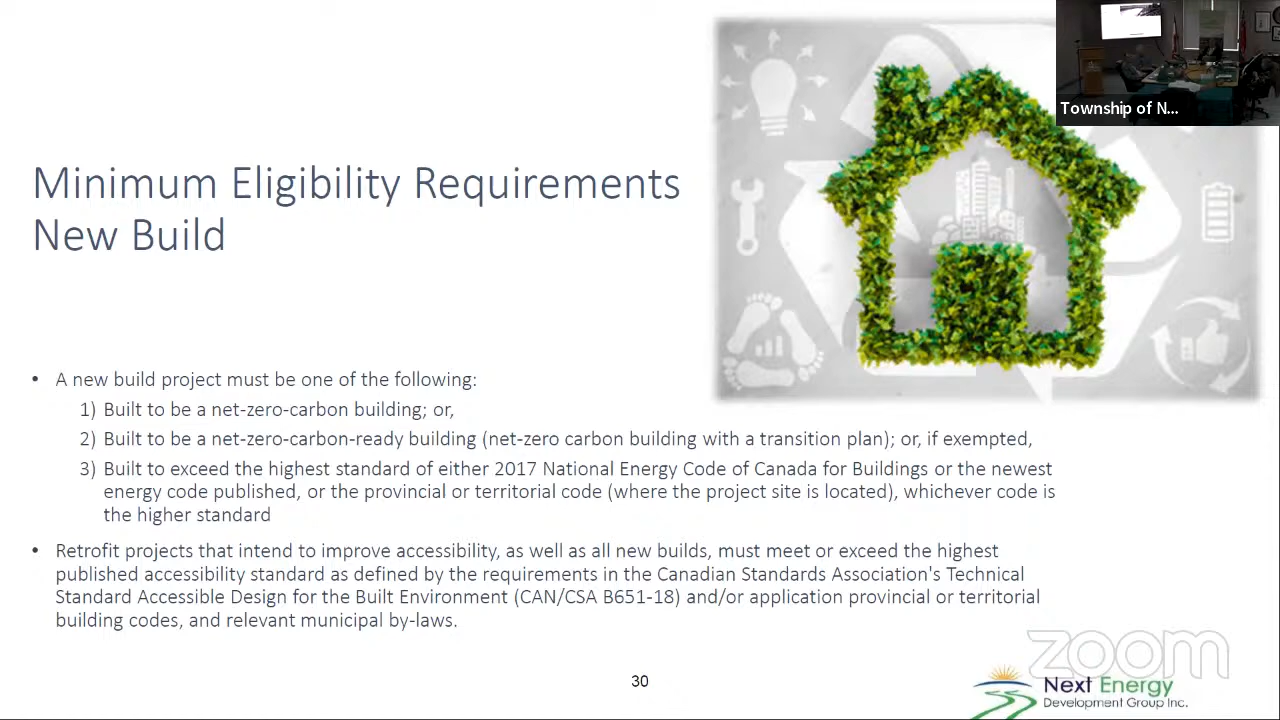 Township of N...
Minimum Eligibility Requirements
New Build
• A new build project must be one of the following:
1) Built to be a net-zero-carbon building; or,
2) Built to be a net-zero-carbon-ready building (net-zero carbon building with a transition plan); or, if exempted,
3) Built to exceed the highest standard of either 2017 National Energy Code of Canada for Buildings or the newest
energy code published, or the provincial or territorial code (where the project site is located), whichever code is
the higher standard
• Retrofit projects that intend to improve accessibility, as well as all new builds, must meet or exceed the highest
published accessibility standard as defined by the requirements in the Canadian Standards Association's Technical
Standard Accessible Design for the Built Environment (CAN/CSA B651-18) and/or application provincial or territorial
building codes, and relevant municipal by-laws.
zoom
30
Next Energy
Development Group Inc.